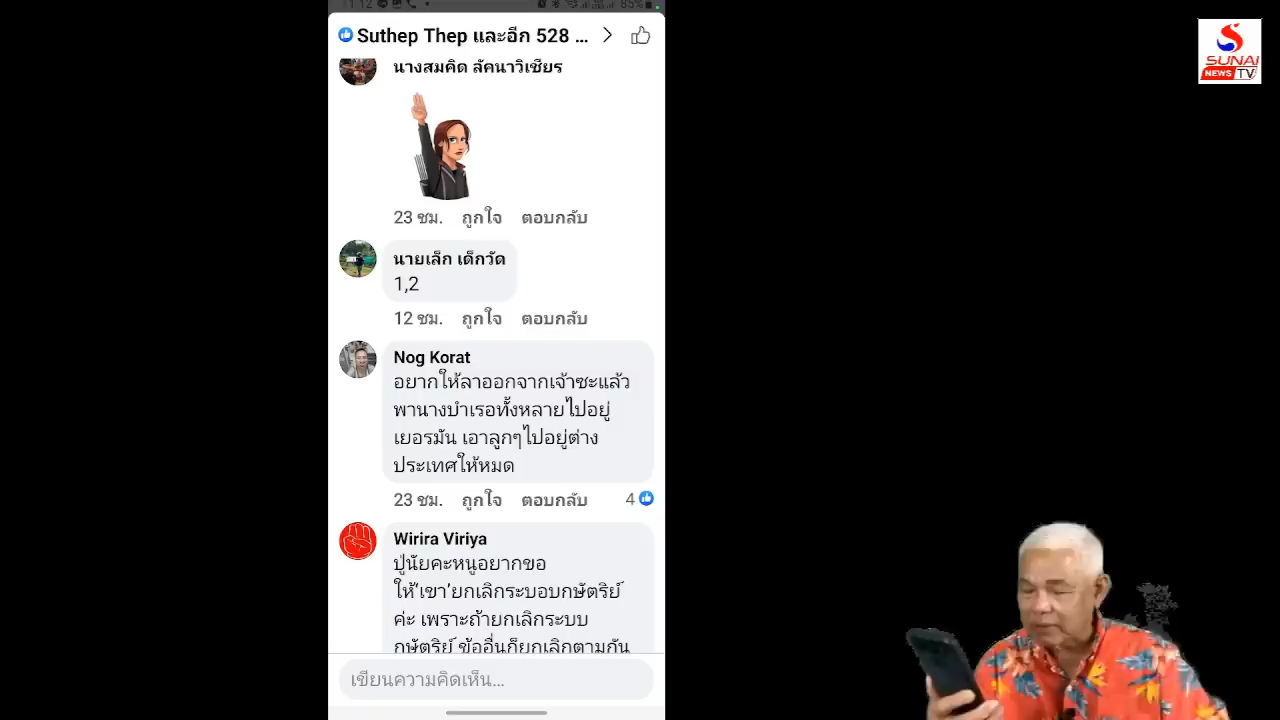 11:12
85%
Suthep Thep และอีก 528 ...
SUNAI
NEWS TV
นางสมคิด ลัคนาวิเชียร
23 ชม. ถูกใจ ตอบกลับ
นายเล็ก เด็กวัด
1,2
12 ชม. ถูกใจ ตอบกลับ
Nog Korat
อยากให้ลาออกจากเจ้าซะแล้ว
พานางบำเรอทั้งหลายไปอยู่
เยอรมัน เอาลูกๆไปอยู่ต่าง
ประเทศให้หมด
23 ชม. ถูกใจ ตอบกลับ 4
Wirira Viriya
ปู่นัยคะหนูอยากขอ
ให้'เขา'ยกเลิกระบอบกษัตริย์
ค่ะ เพราะถ้ายกเลิกระบบ
กษัตริย์ ข้ออื่นก็ยกเลิกตามกัน
เขียนความคิดเห็น...